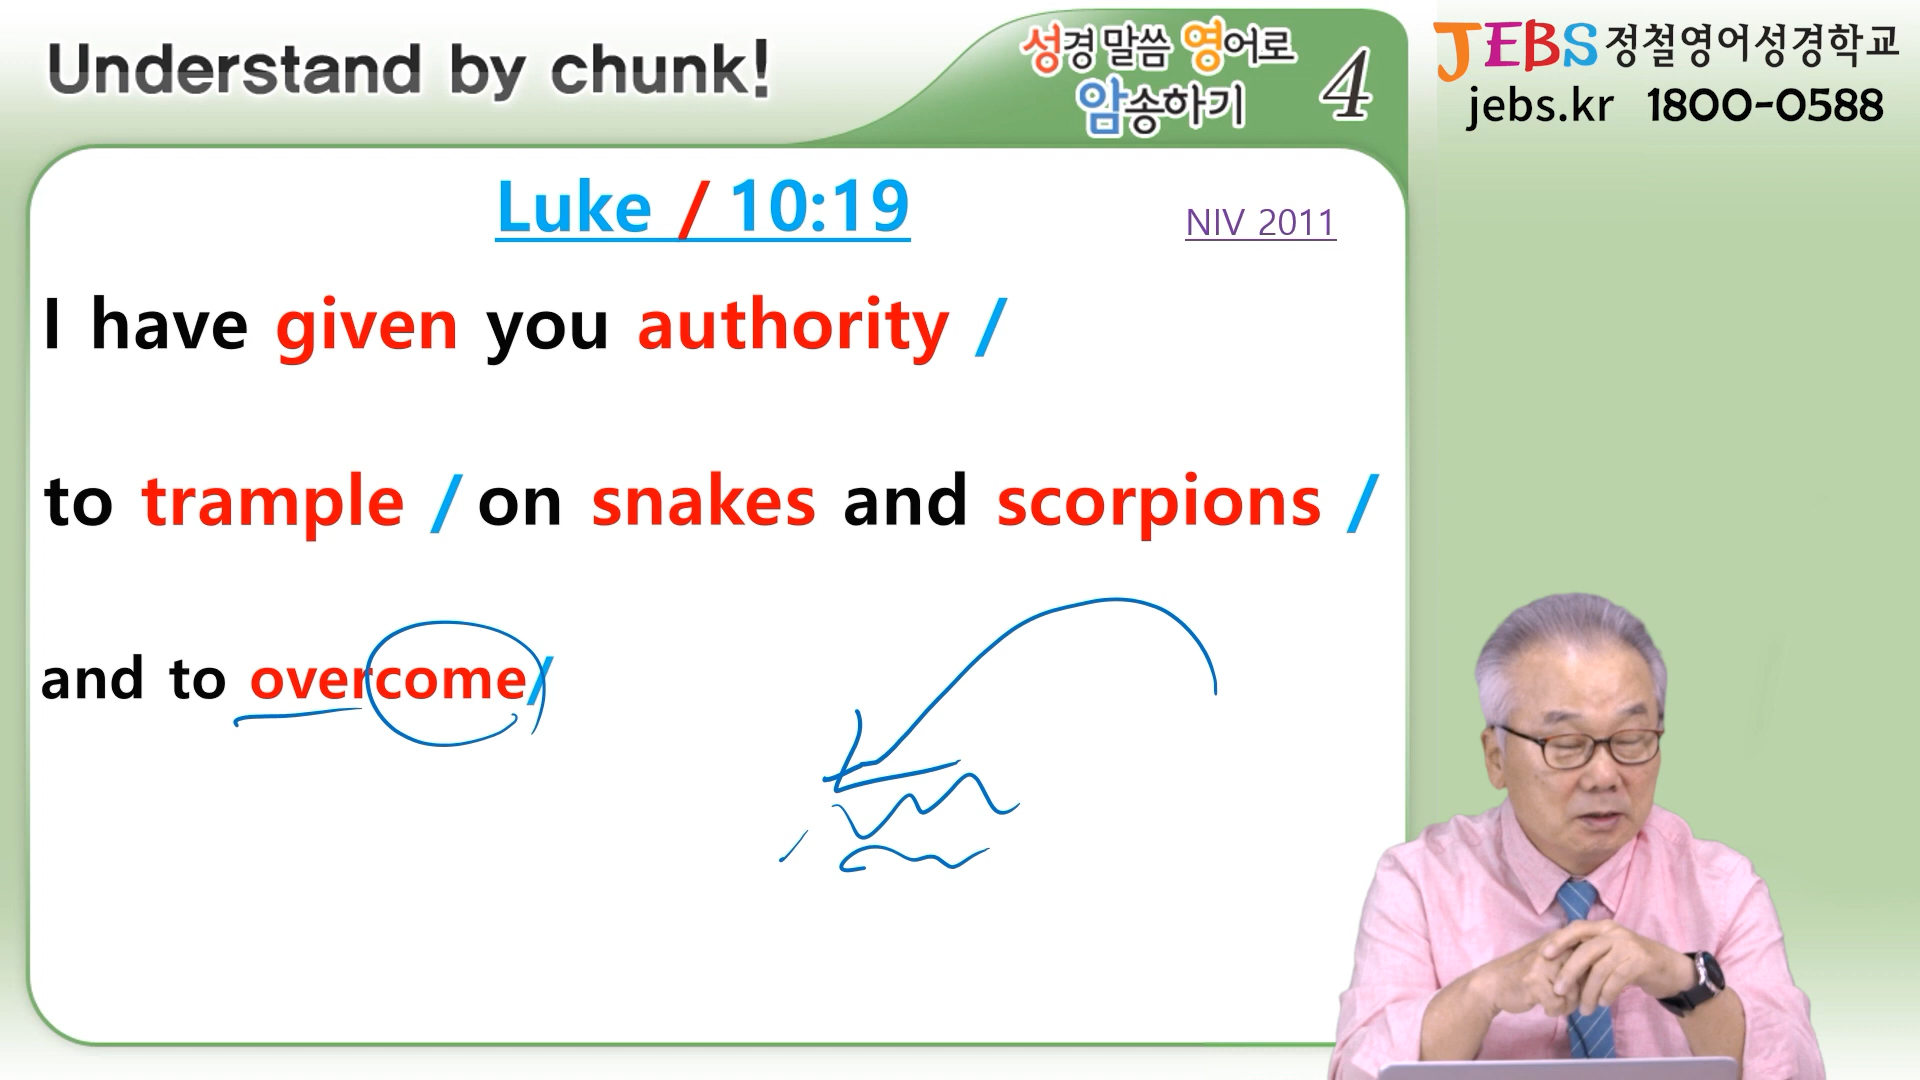 Understand by chunk!
성경 말씀 영어로
암송하기 4
JEBS 정철영어성경학교
jebs.kr 1800-0588
Luke / 10:19
NIV 2011
I have given you authority /
to trample / on snakes and scorpions /
and to overcome/